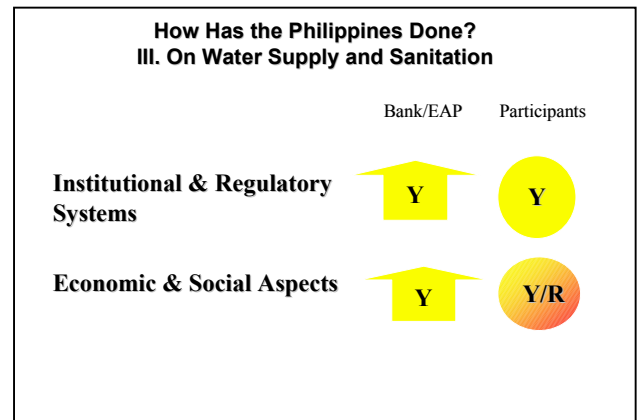 How Has the Philippines Done?
III. On Water Supply and Sanitation
Bank/EAP Participants
Institutional & Regulatory
Systems
Y Y
Economic & Social Aspects
Y Y/R